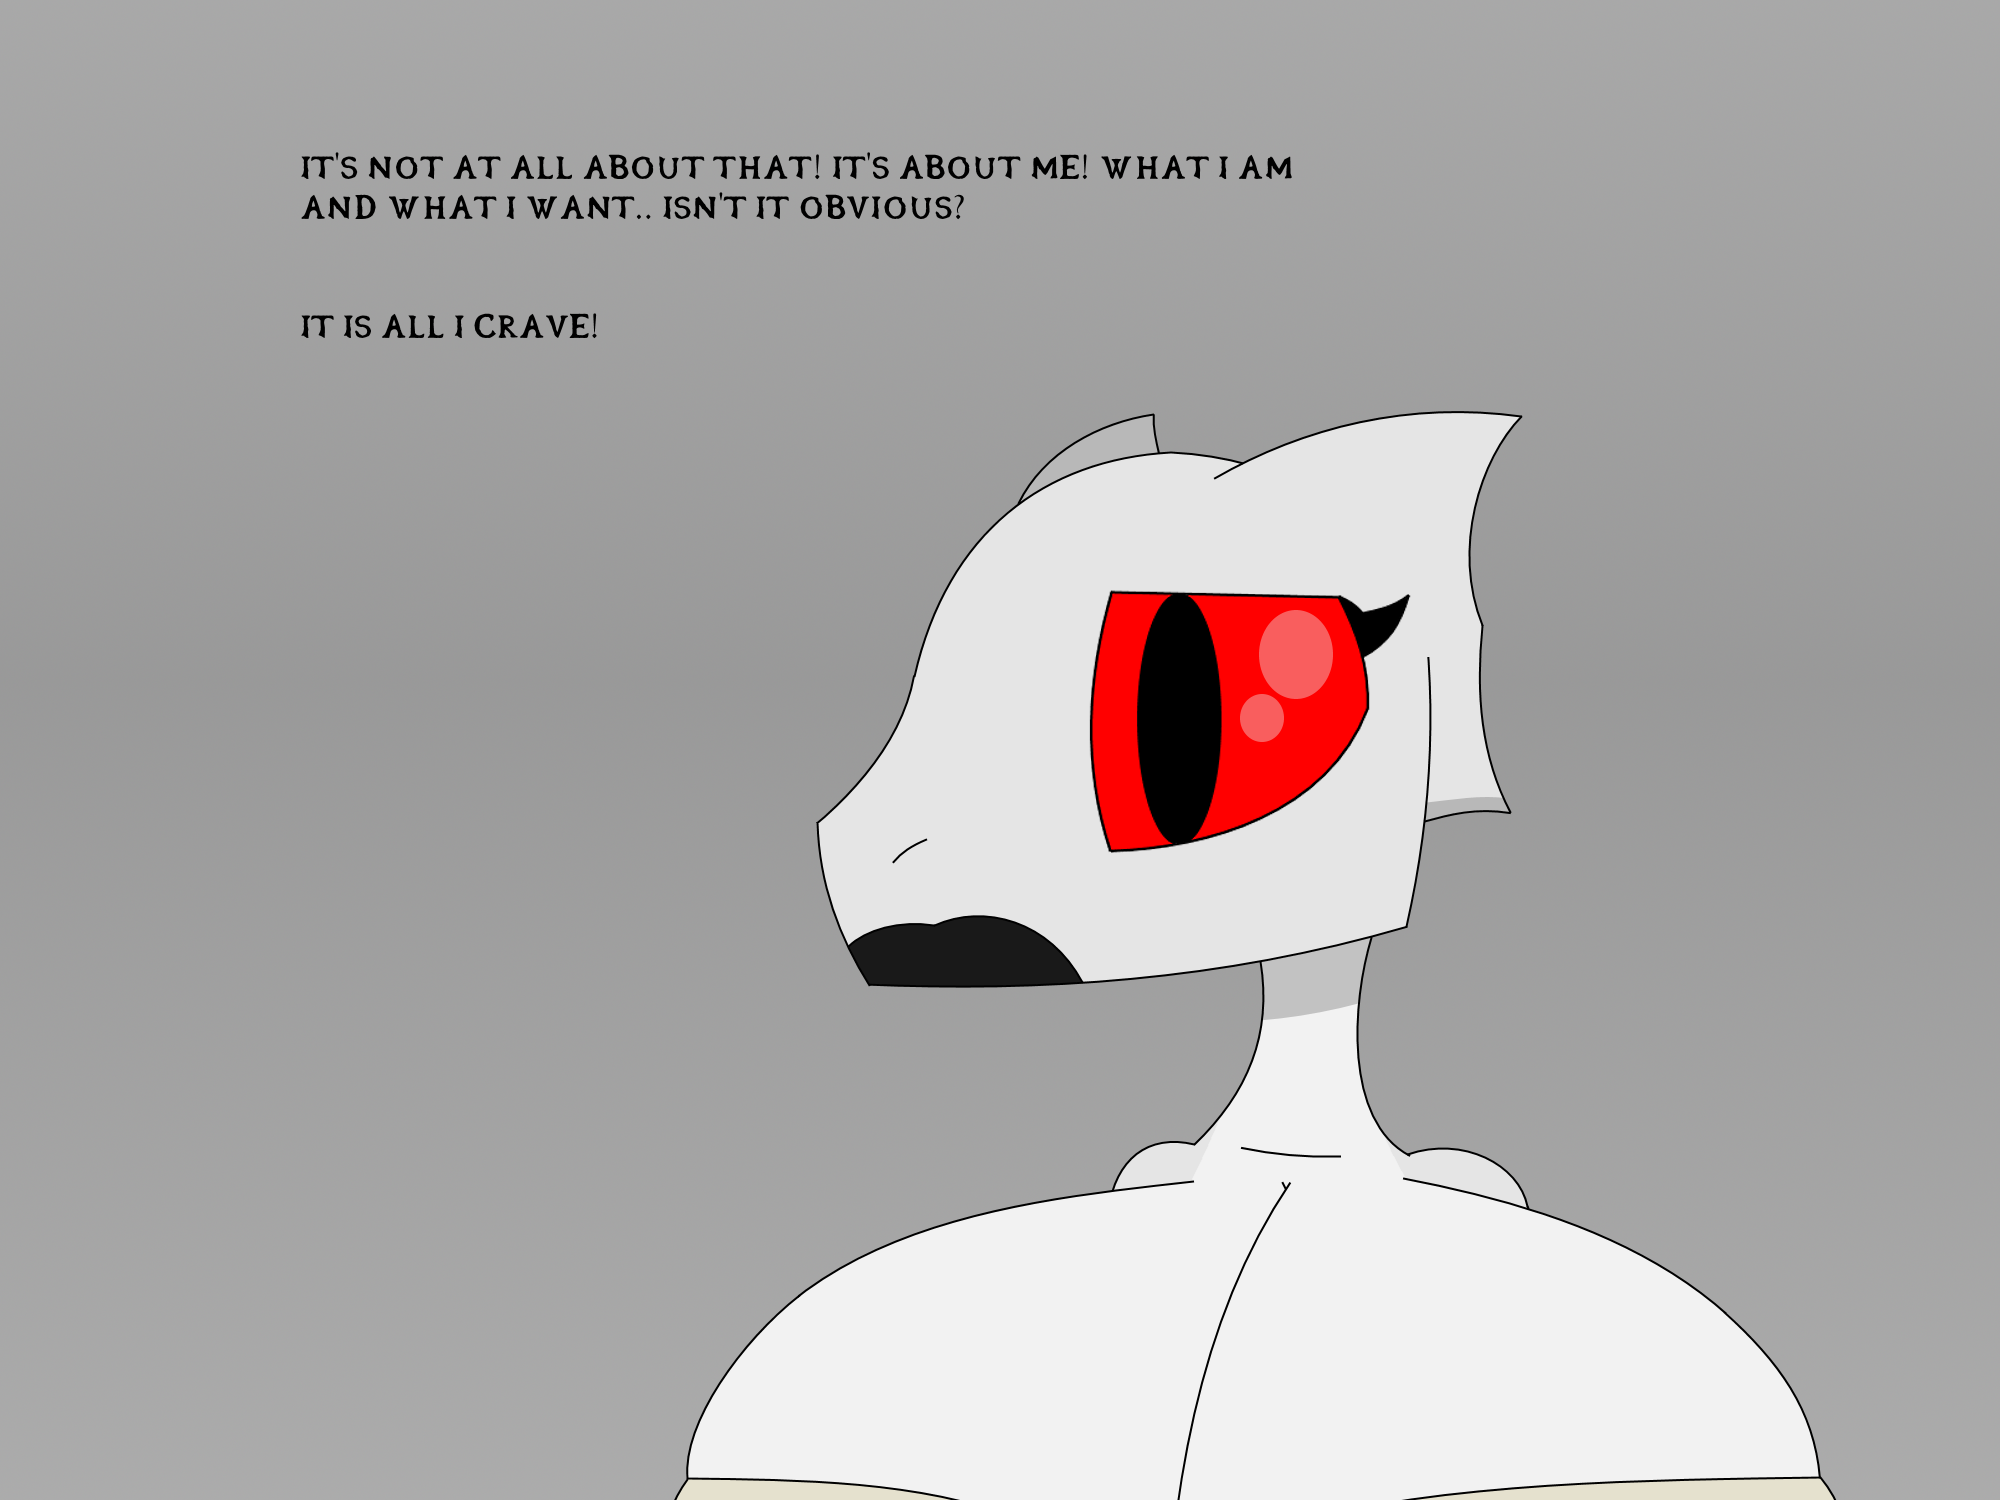 IT'S NOT AT ALL ABOUT THAT! IT'S ABOUT ME! WHAT I AM
AND WHAT I WANT.. ISN'T IT OBVIOUS?
IT IS ALL I CRAVE!